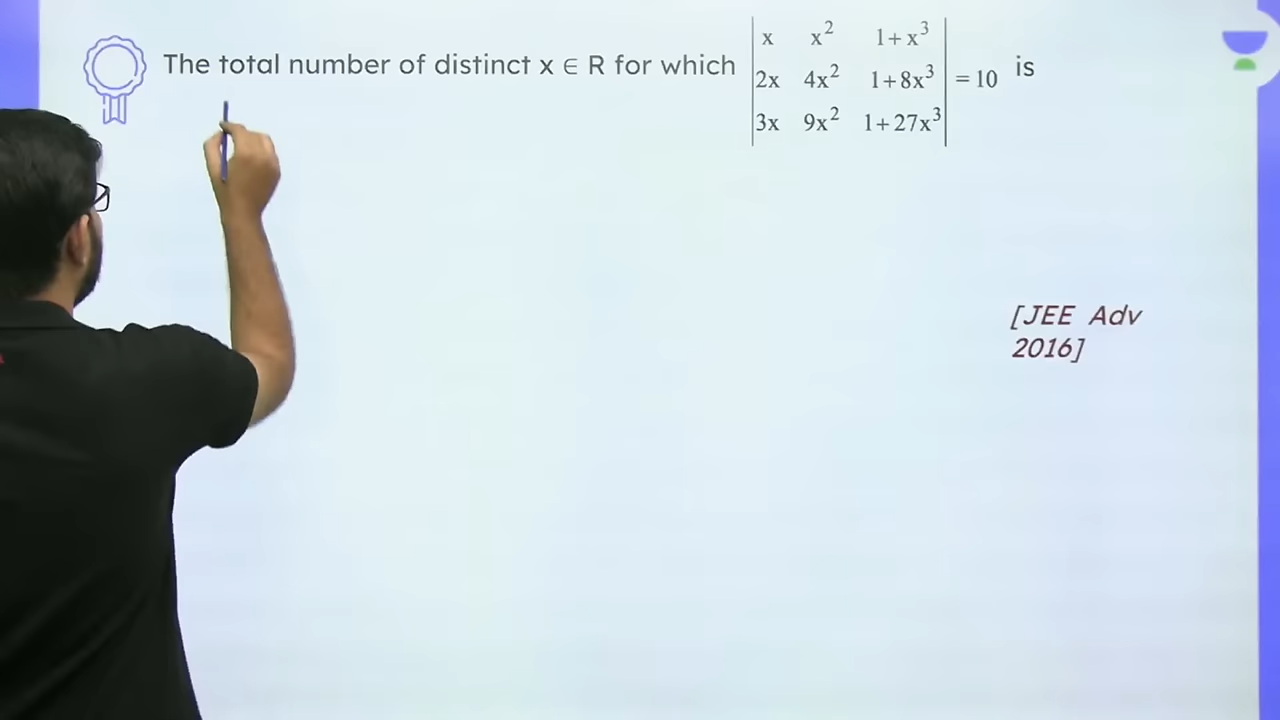 The total number of distinct x ∈ R for which |x x² 1+x³| is
|2x 4x² 1+8x³| = 10
|3x 9x² 1+27x³|
[JEE Adv
2016]